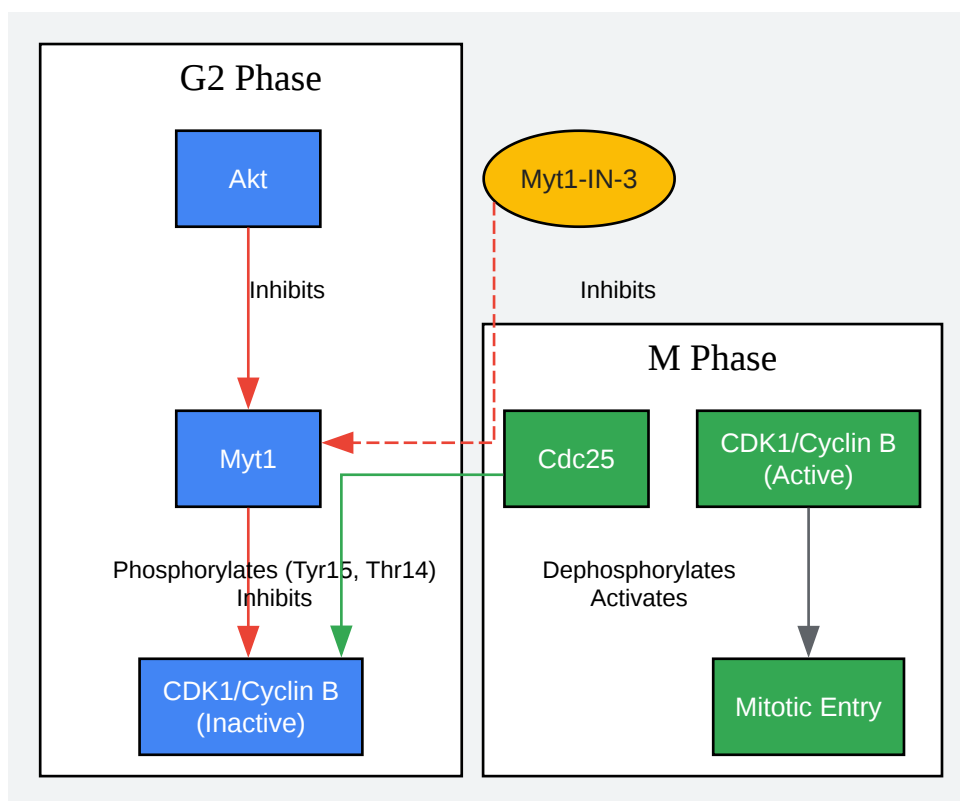 G2 Phase
Akt
Myt1-IN-3
Inhibits
Inhibits
M Phase
Myt1
Cdc25
CDK1/Cyclin B
(Active)
Phosphorylates (Tyr15, Thr14)
Inhibits
Dephosphorylates
Activates
CDK1/Cyclin B
(Inactive)
Mitotic Entry